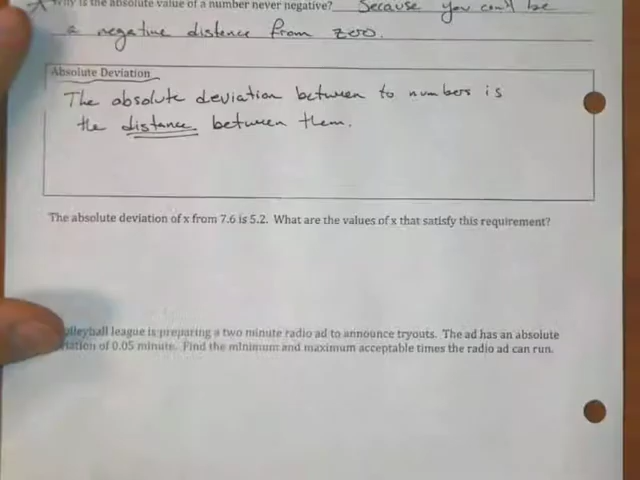 Why is the absolute value of a number never negative? Because you can't be
a negative distance from zero.
Absolute Deviation
The absolute deviation between to numbers is
the distance between them.
The absolute deviation of x from 7.6 is 5.2. What are the values of x that satisfy this requirement?
lleyball league is preparing a two minute radio ad to announce tryouts. The ad has an absolute
iation of 0.05 minute. Find the minimum and maximum acceptable times the radio ad can run.